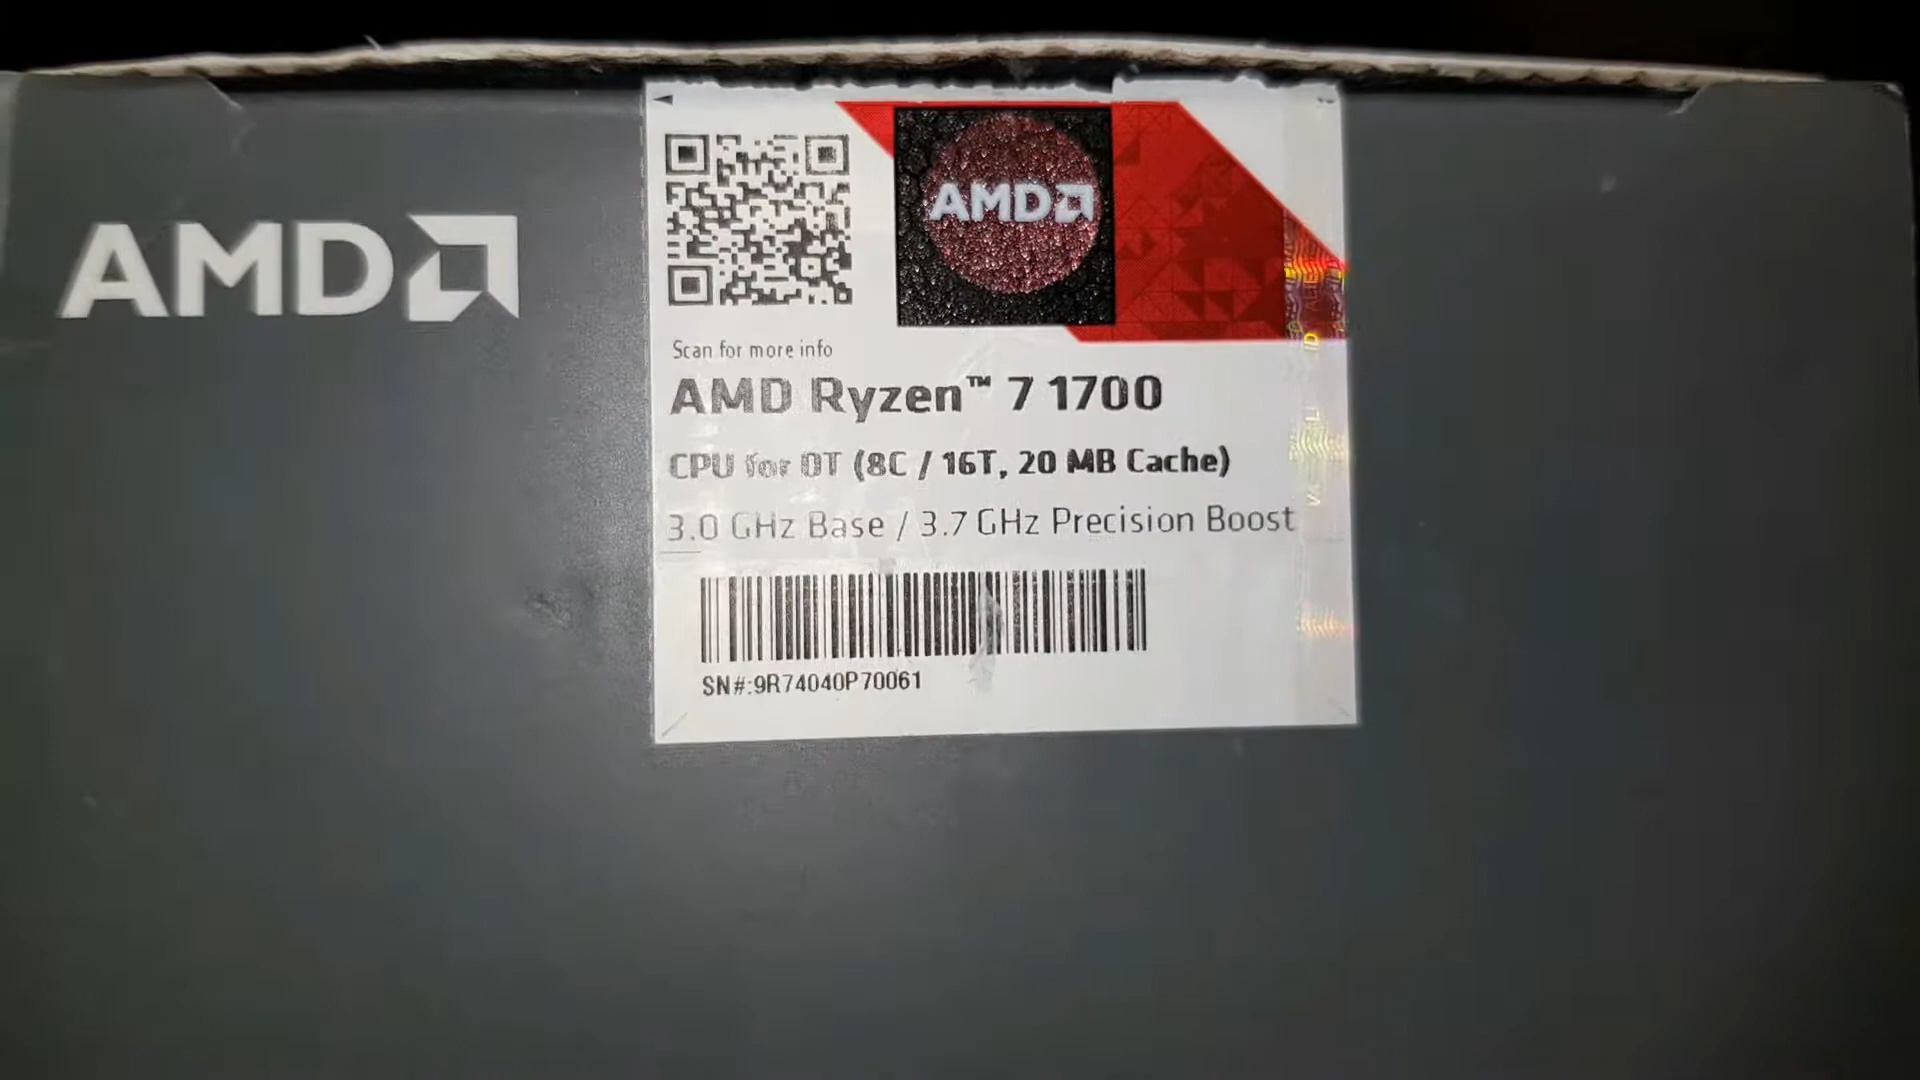 AMD
AMD
Scan for more info
AMD Ryzen™ 7 1700
CPU for DT (8C / 16T, 20 MB Cache)
3.0 GHz Base / 3.7 GHz Precision Boost
SN#:9R74040P70061